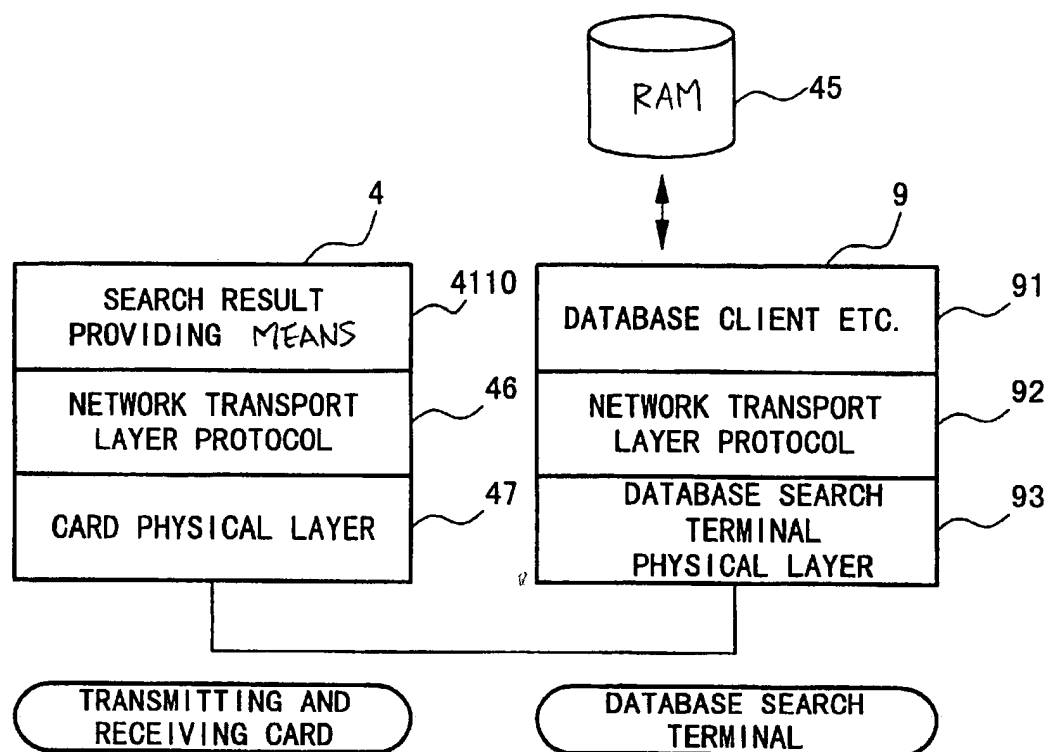 RAM
45
4
9
SEARCH RESULT
PROVIDING MEANS
4110
DATABASE CLIENT ETC.
91
NETWORK TRANSPORT
LAYER PROTOCOL
46
NETWORK TRANSPORT
LAYER PROTOCOL
92
CARD PHYSICAL LAYER
47
DATABASE SEARCH
TERMINAL
PHYSICAL LAYER
93
TRANSMITTING AND
RECEIVING CARD
DATABASE SEARCH
TERMINAL